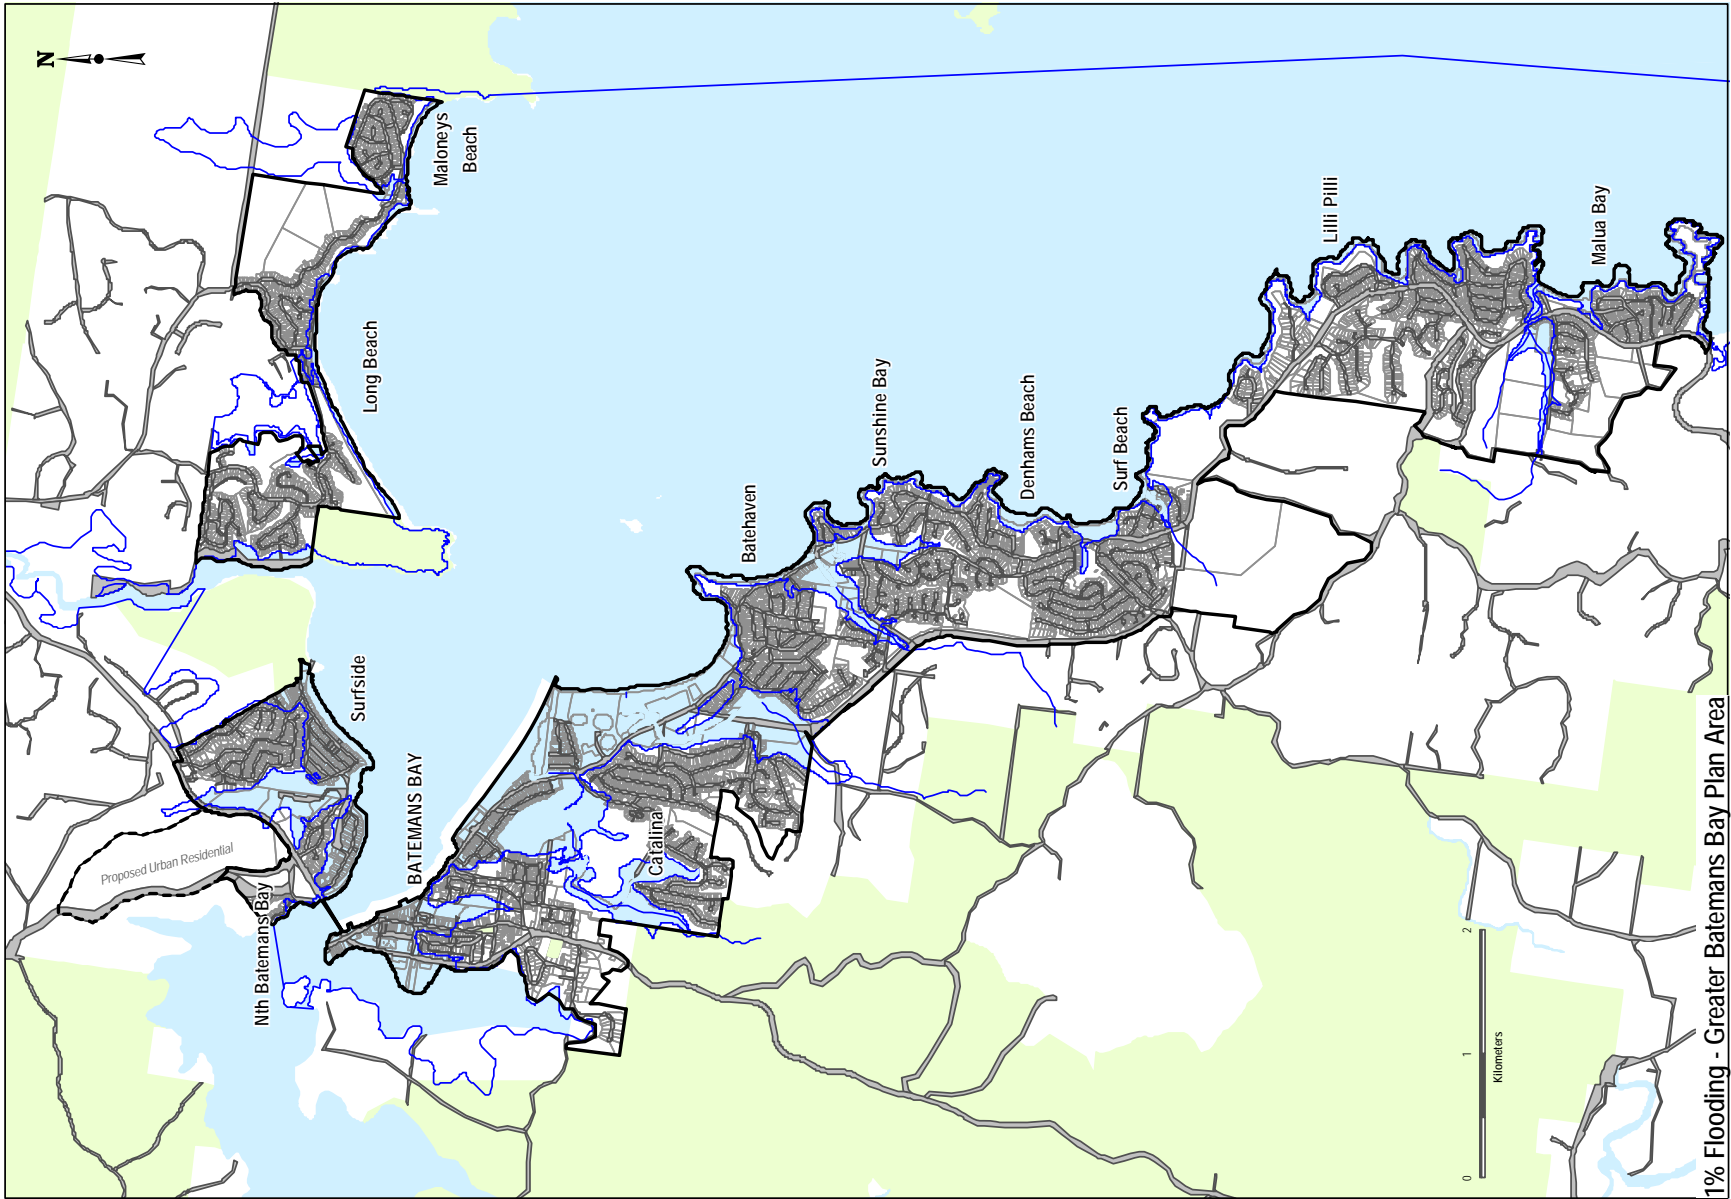 N
Maloneys
Beach
Long Beach
Surfside
Proposed Urban Residential
Nth Batemans Bay
BATEMANS BAY
Catalina
Batehaven
Sunshine Bay
Denhams Beach
Surf Beach
Lilli Pilli
Malua Bay
0 1 2
Kilometers
1% Flooding - Greater Batemans Bay Plan Area